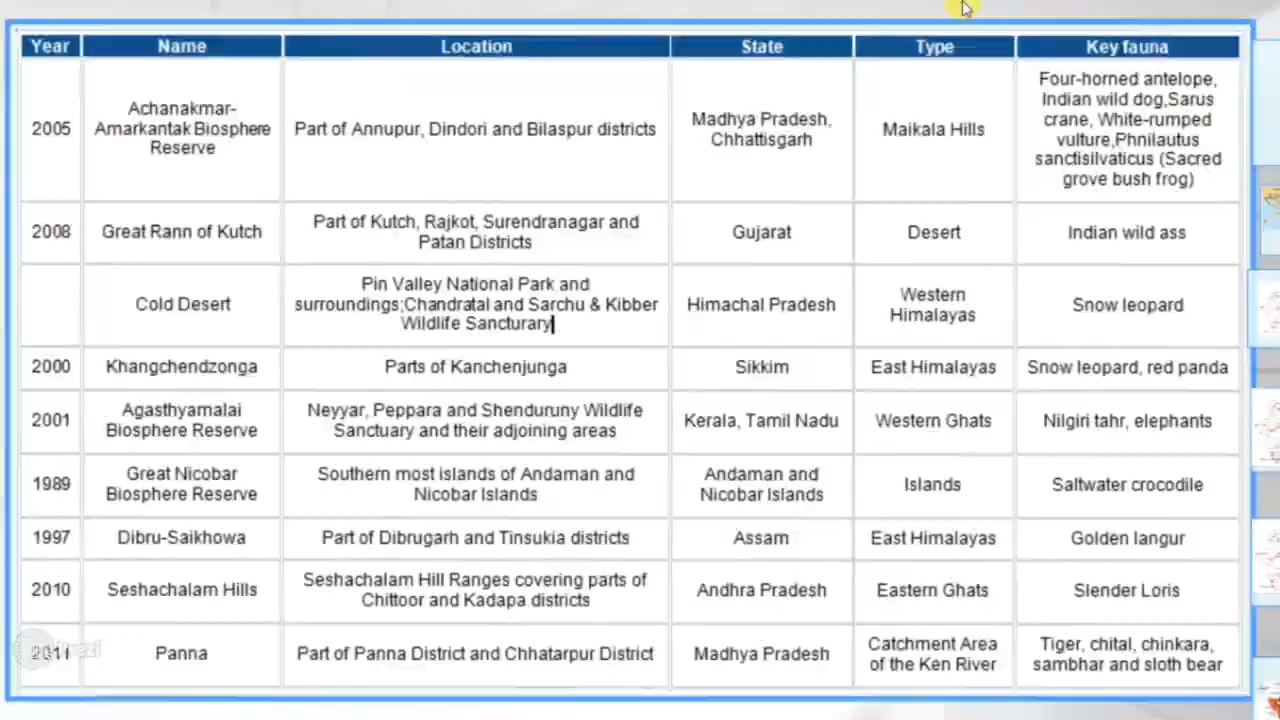 Year Name Location State Type Key fauna
2005 Achanakmar-Amarkantak Biosphere Reserve Part of Annupur, Dindori and Bilaspur districts Madhya Pradesh, Chhattisgarh Maikala Hills Four-horned antelope, Indian wild dog,Sarus crane, White-rumped vulture,Phnilautus sanctisilvaticus (Sacred grove bush frog)
2008 Great Rann of Kutch Part of Kutch, Rajkot, Surendranagar and Patan Districts Gujarat Desert Indian wild ass
Cold Desert Pin Valley National Park and surroundings;Chandratal and Sarchu & Kibber Wildlife Sancturary Himachal Pradesh Western Himalayas Snow leopard
2000 Khangchendzonga Parts of Kanchenjunga Sikkim East Himalayas Snow leopard, red panda
2001 Agasthyamalai Biosphere Reserve Neyyar, Peppara and Shenduruny Wildlife Sanctuary and their adjoining areas Kerala, Tamil Nadu Western Ghats Nilgiri tahr, elephants
1989 Great Nicobar Biosphere Reserve Southern most islands of Andaman and Nicobar Islands Andaman and Nicobar Islands Islands Saltwater crocodile
1997 Dibru-Saikhowa Part of Dibrugarh and Tinsukia districts Assam East Himalayas Golden langur
2010 Seshachalam Hills Seshachalam Hill Ranges covering parts of Chittoor and Kadapa districts Andhra Pradesh Eastern Ghats Slender Loris
2011 Panna Part of Panna District and Chhatarpur District Madhya Pradesh Catchment Area of the Ken River Tiger, chital, chinkara, sambhar and sloth bear